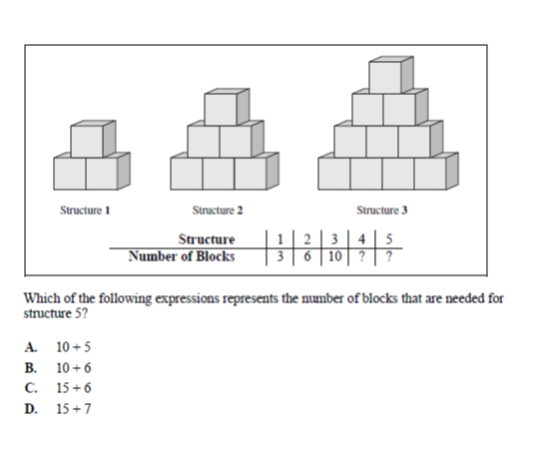 Structure 1 Structure 2 Structure 3
Structure 1 2 3 4 5
Number of Blocks 3 6 10 ? ?
Which of the following expressions represents the number of blocks that are needed for
structure 5?
A. 10 + 5
B. 10 + 6
C. 15 + 6
D. 15 + 7